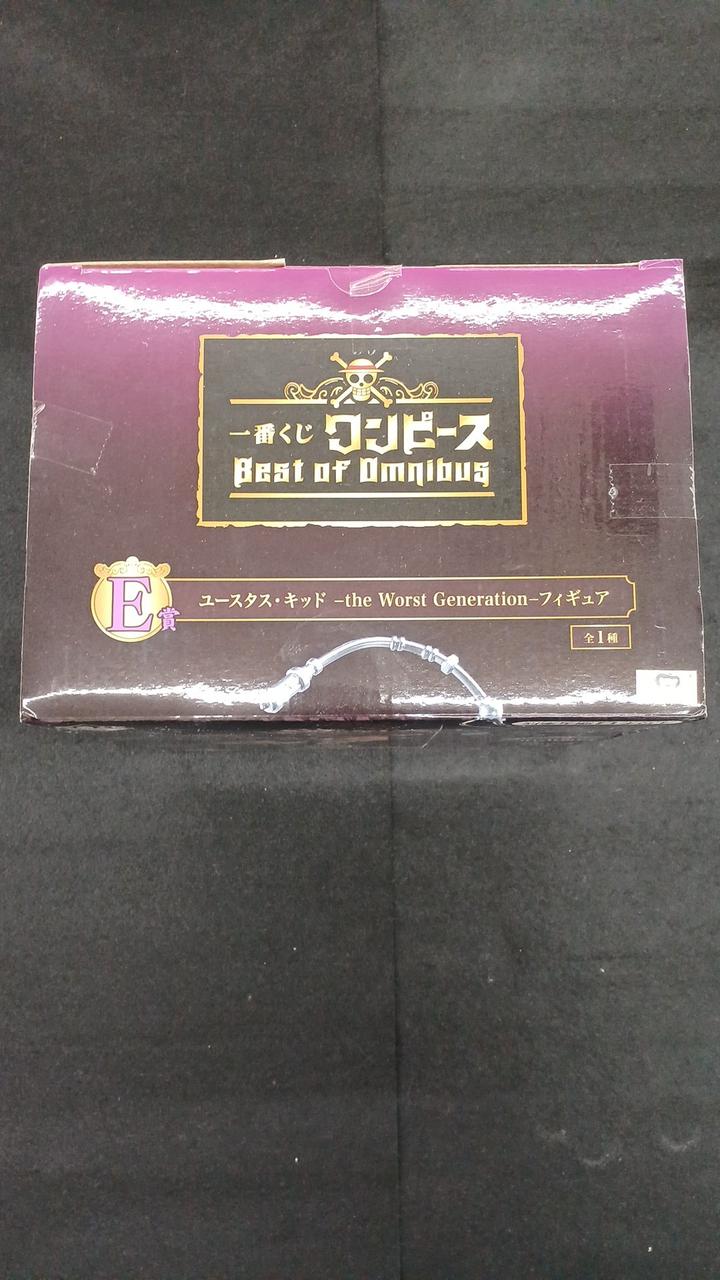 一番くじ ワンピース
Best of Omnibus
E賞 ユースタス・キッド –the Worst Generation–フィギュア
全1種